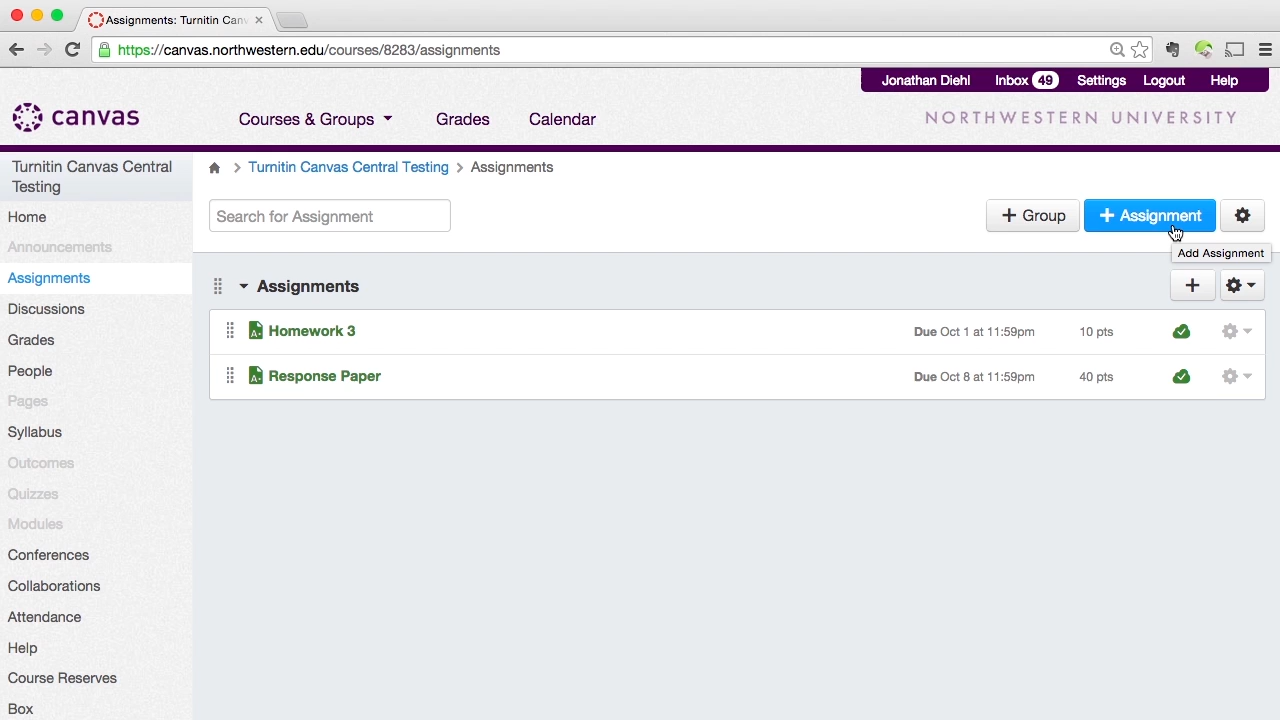 Assignments: Turnitin Canv
https://canvas.northwestern.edu/courses/8283/assignments
Jonathan Diehl Inbox 49 Settings Logout Help
canvas
Courses & Groups Grades Calendar
NORTHWESTERN UNIVERSITY
Turnitin Canvas Central
Testing
Turnitin Canvas Central Testing > Assignments
Home
Announcements
Assignments
Discussions
Grades
People
Pages
Syllabus
Outcomes
Quizzes
Modules
Conferences
Collaborations
Attendance
Help
Course Reserves
Box
Search for Assignment
+ Group + Assignment
Add Assignment
Assignments
Homework 3 Due Oct 1 at 11:59pm 10 pts
Response Paper Due Oct 8 at 11:59pm 40 pts